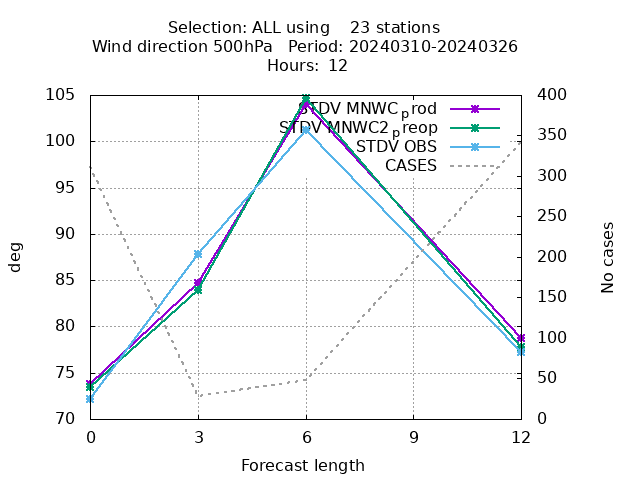 Selection: ALL using 23 stations
Wind direction 500hPa Period: 20240310-20240326
Hours: 12
105 400
STDV MNWC_prod
STDV MNWC2_preop
STDV OBS
CASES
100 350
95 300
90 250
85 200
80 150
75 100
70 50
0
deg
No cases
0 3 6 9 12
Forecast length